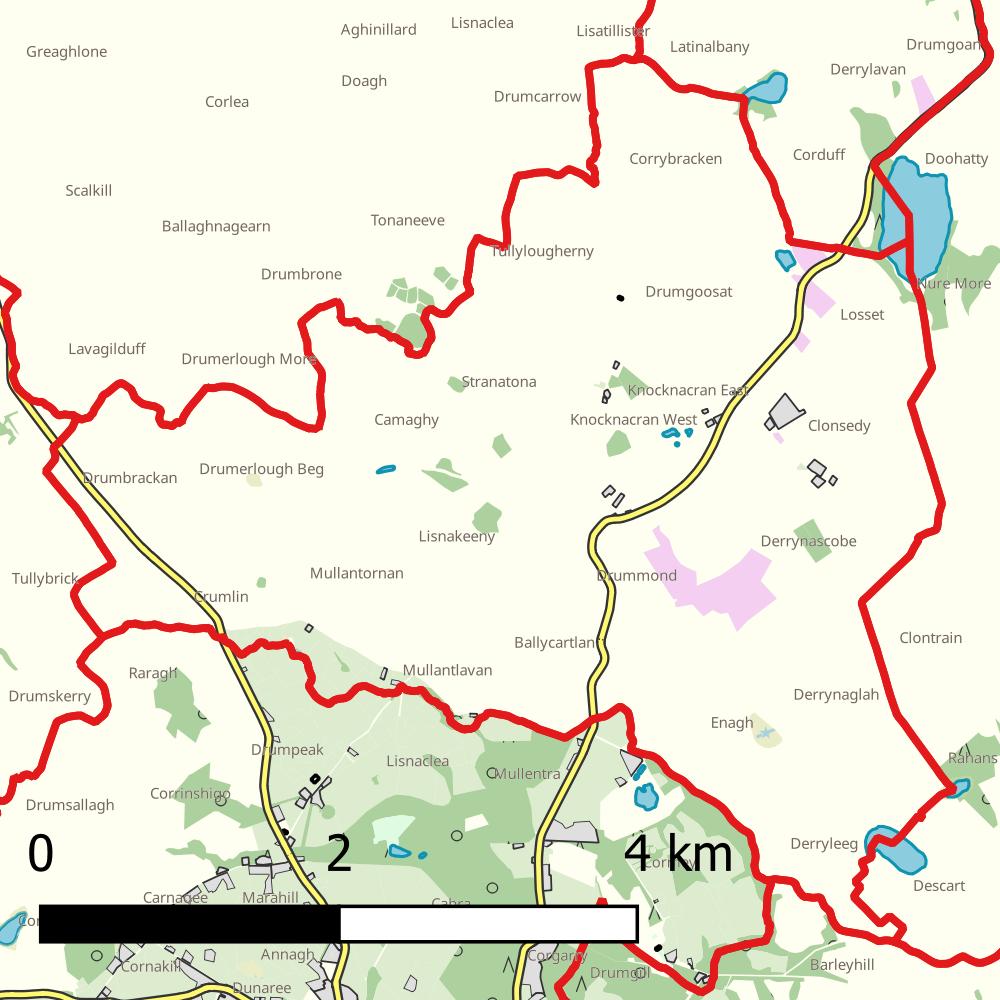 Lisnaclea
Aghinillard
Lisatillister
Drumgoan
Latinalbany
Greaghlone
Derrylavan
Doagh
Drumcarrow
Corlea
Corrybracken
Corduff
Doohatty
Scalkill
Tonaneeve
Ballaghnagearn
Tullylougherny
Drumbrone
Nure More
Drumgoosat
Losset
Lavagilduff
Drumerlough More
Stranatona
Knocknacran East
Camaghy
Knocknacran West
Clonsedy
Drumerlough Beg
Drumbrackan
Lisnakeeny
Derrynascobe
Mullantornan
Drummond
Tullybrick
Crumlin
Clontrain
Ballycartlan
Mullantlavan
Raragh
Drumskerry
Derrynaglah
Enagh
Drumpeak
Lisnaclea
Rahans
Mullentra
Corrinshigo
Drumsallagh
Derryleeg
0 2 4 km
Descart
Carnagee
Marahill
Cabra
Annagh
Corgarry
Cornakill
Drumgill
Barleyhill
Dunaree